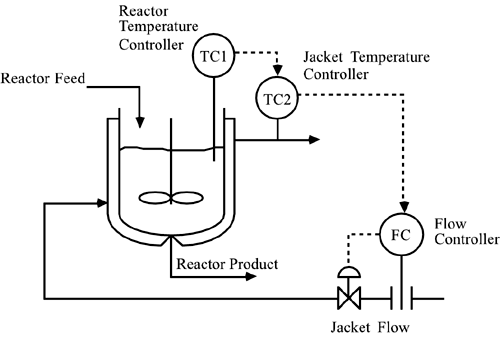 Reactor
Temperature
Controller
TC1
Jacket Temperature
Controller
Reactor Feed
TC2
Flow
Controller
FC
Reactor Product
Jacket Flow